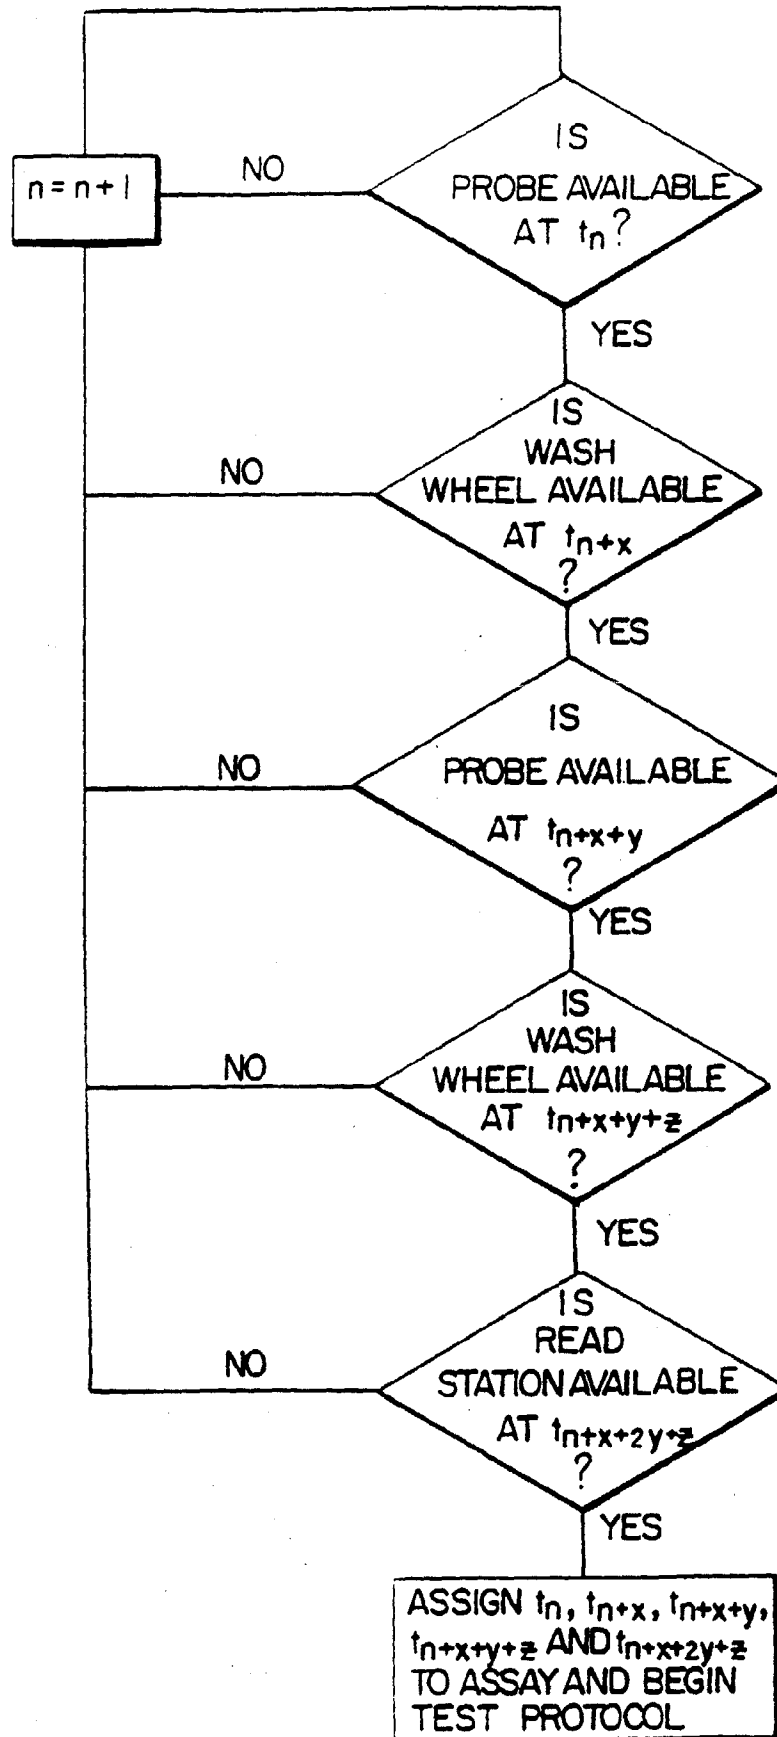 IS
PROBE AVAILABLE
AT tn?
NO
n = n + 1
YES
IS
WASH
WHEEL AVAILABLE
AT tn+x
?
NO
YES
IS
PROBE AVAILABLE
AT tn+x+y
?
NO
YES
IS
WASH
WHEEL AVAILABLE
AT tn+x+y+z
?
NO
YES
IS
READ
STATION AVAILABLE
AT tn+x+2y+z
?
NO
YES
ASSIGN tn, tn+x, tn+x+y,
tn+x+y+z AND tn+x+2y+z
TO ASSAY AND BEGIN
TEST PROTOCOL